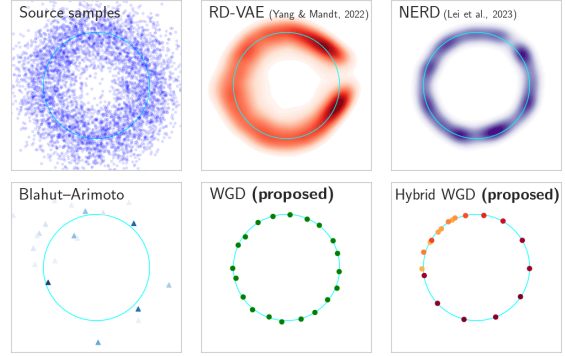 Source samples
RD-VAE (Yang & Mandt, 2022)
NERD (Lei et al., 2023)
Blahut–Arimoto
WGD (proposed)
Hybrid WGD (proposed)